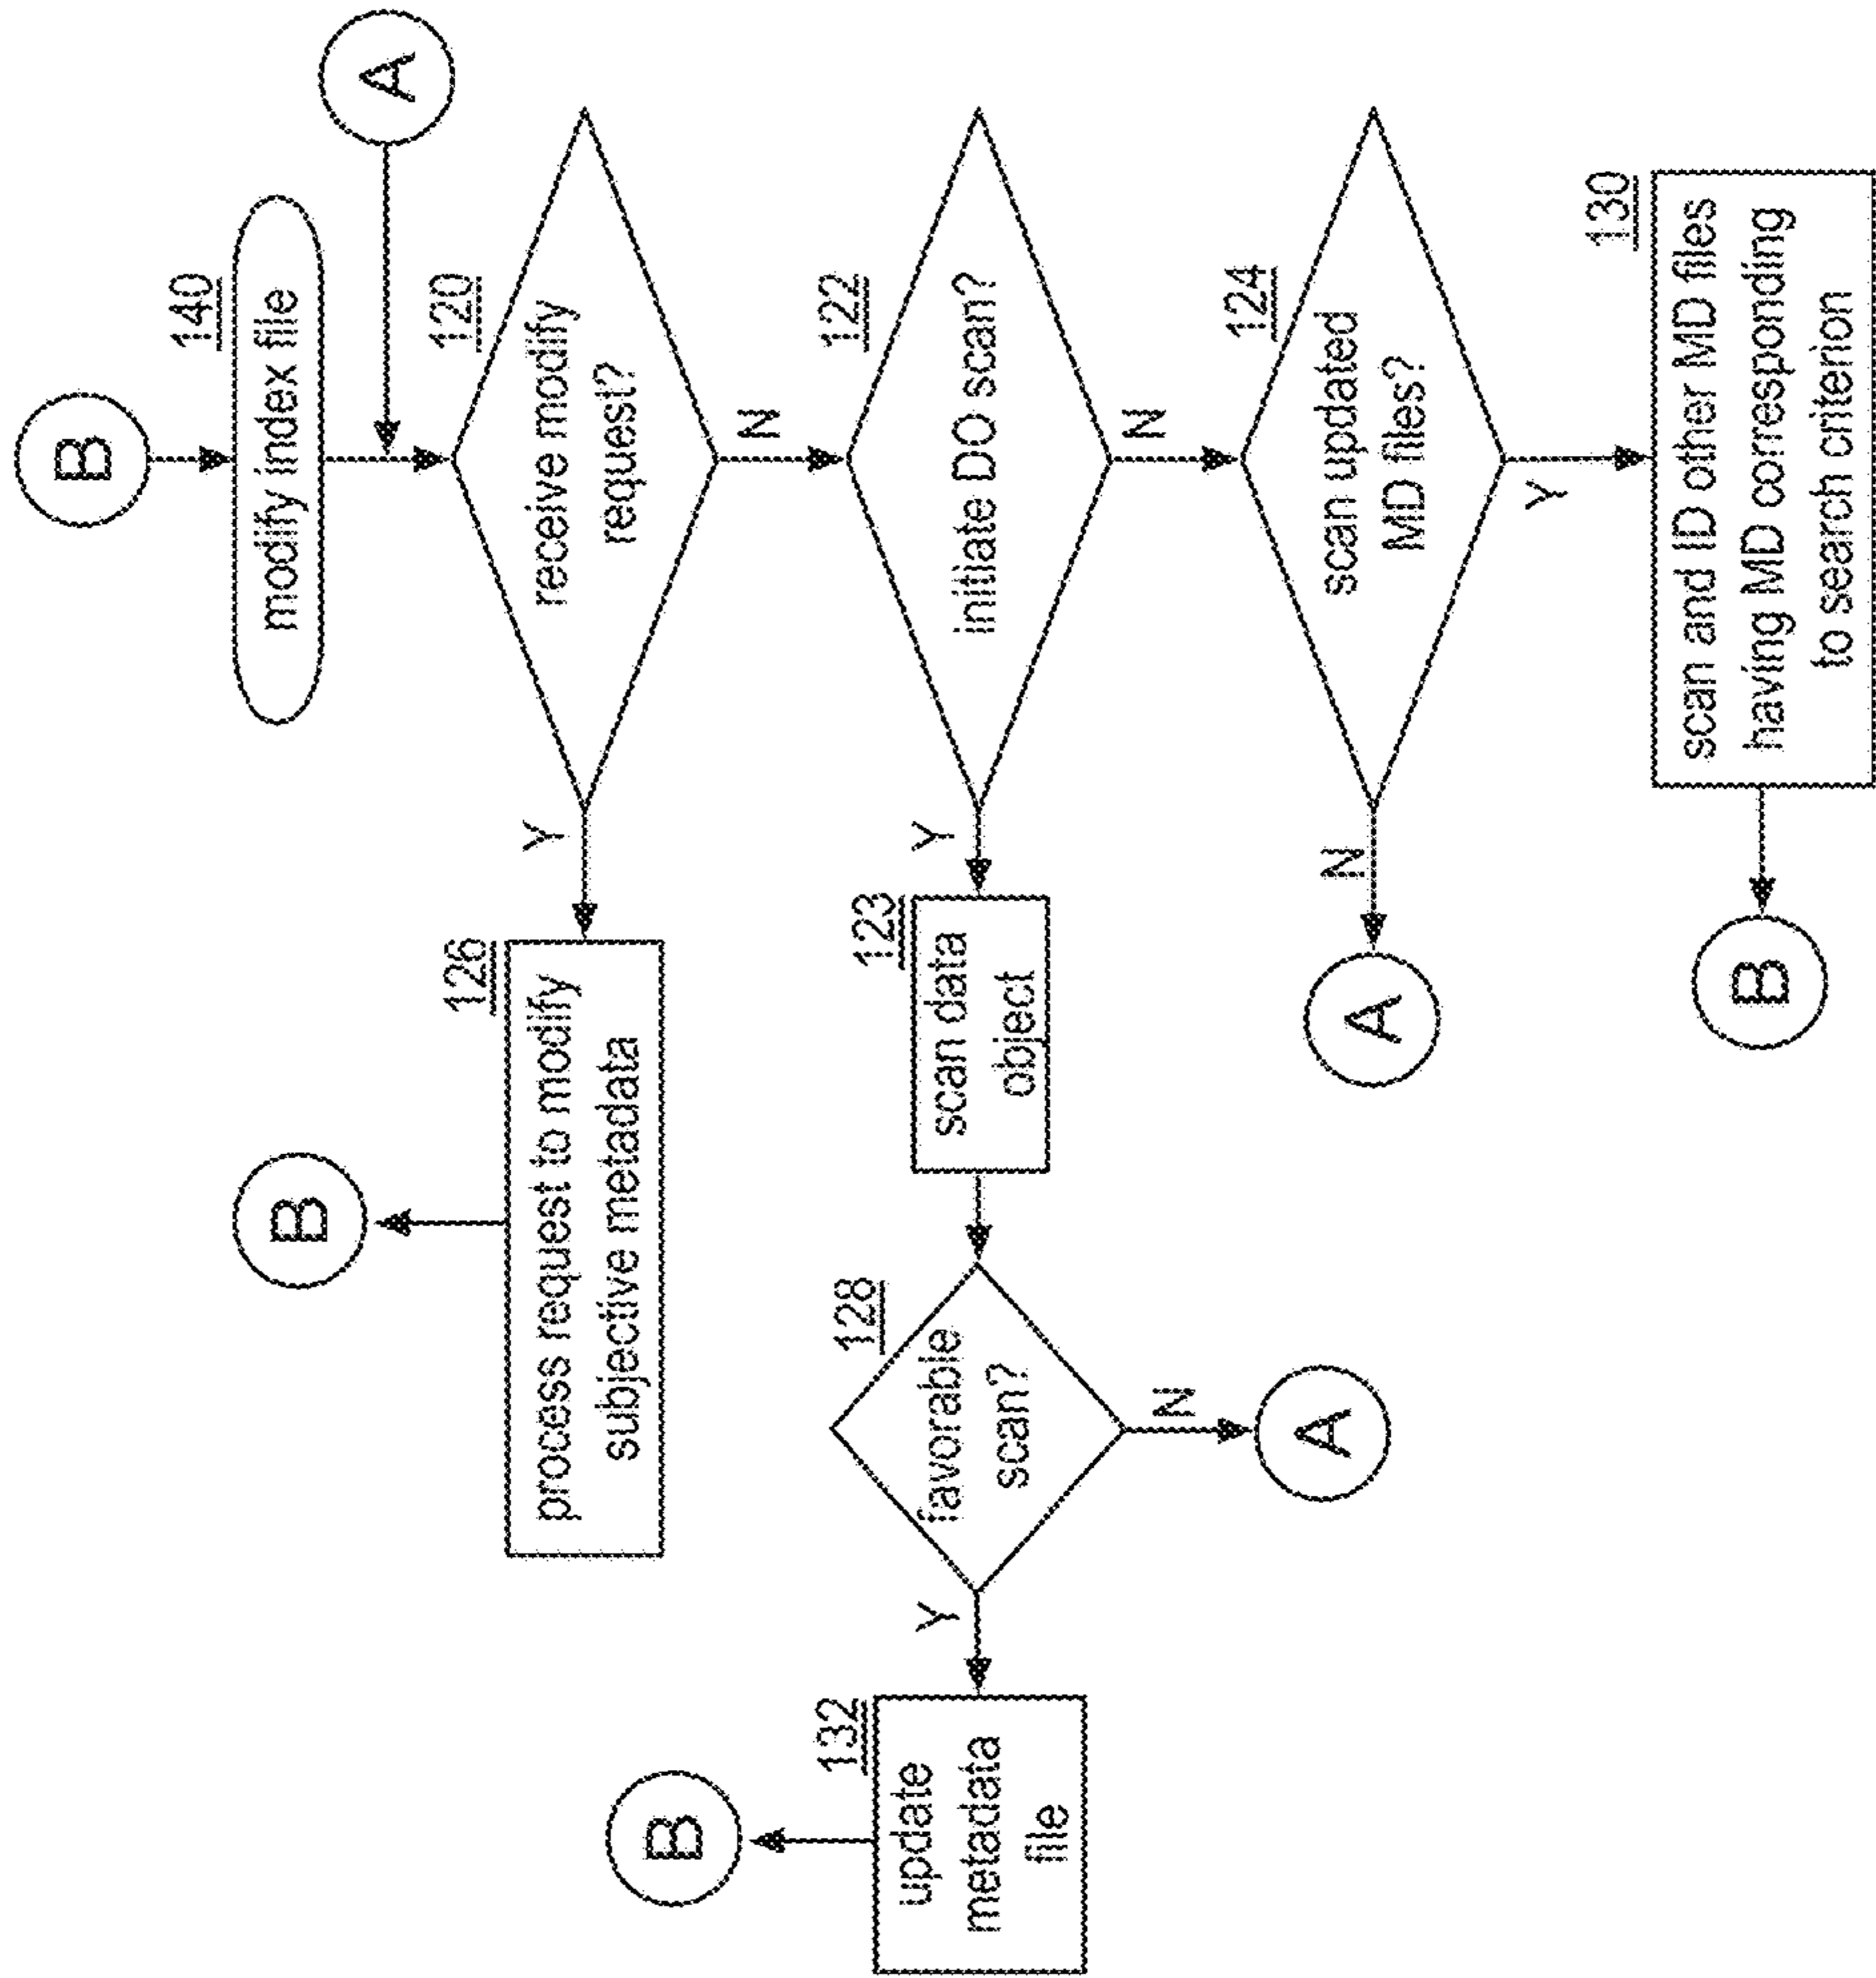 B
140
modify index file
A
120
receive modify
request?
Y
N
126
process request to modify
subjective metadata
B
122
initiate DO scan?
Y
N
123
scan data
object
128
favorable
scan?
Y
N
A
132
update
metadata
file
B
124
scan updated
MD files?
N
Y
A
130
scan and ID other MD files
having MD corresponding
to search criterion
B